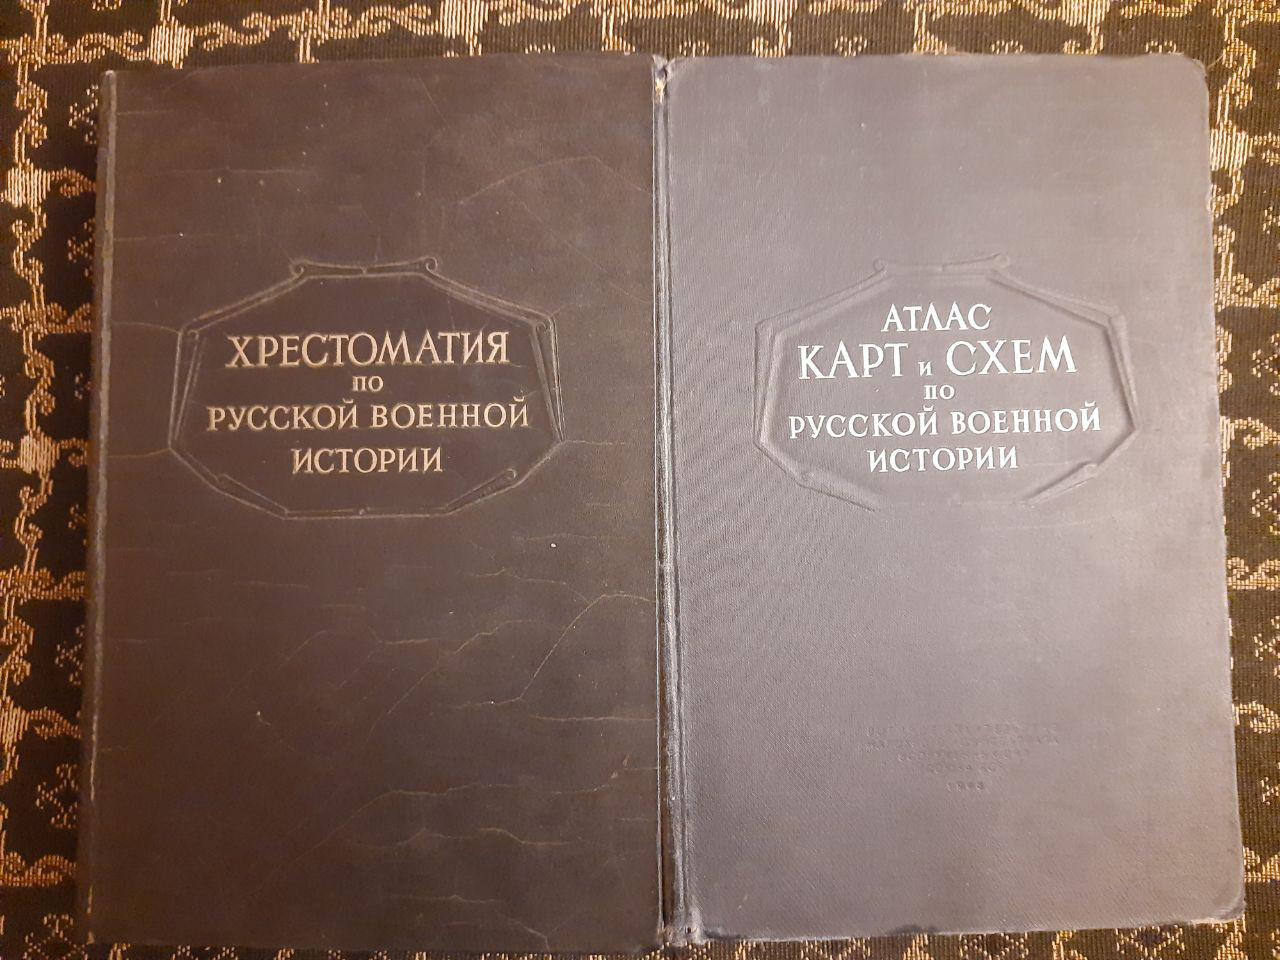 ХРЕСТОМАТИЯ
ПО
РУССКОЙ ВОЕННОЙ
ИСТОРИИ
АТЛАС
КАРТ и СХЕМ
ПО
РУССКОЙ ВОЕННОЙ
ИСТОРИИ